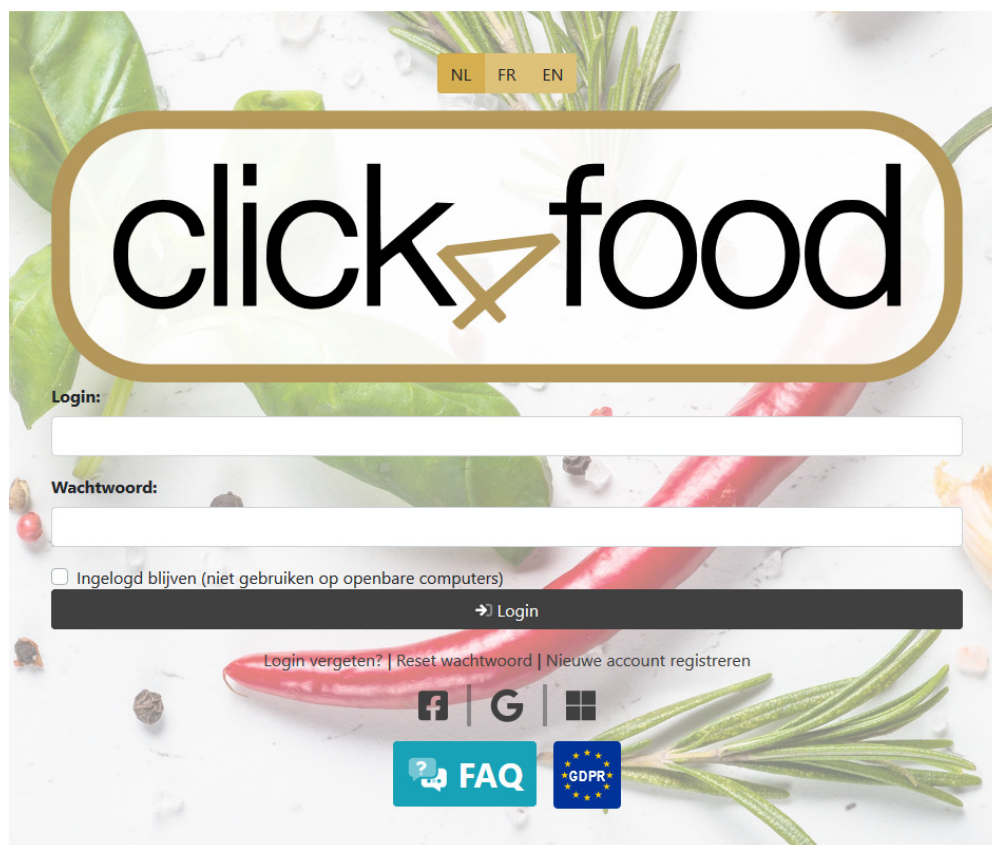 NL FR EN
click4food
Login:
Wachtwoord:
Ingelogd blijven (niet gebruiken op openbare computers)
Login
Login vergeten? | Reset wachtwoord | Nieuwe account registreren
FAQ
GDPR